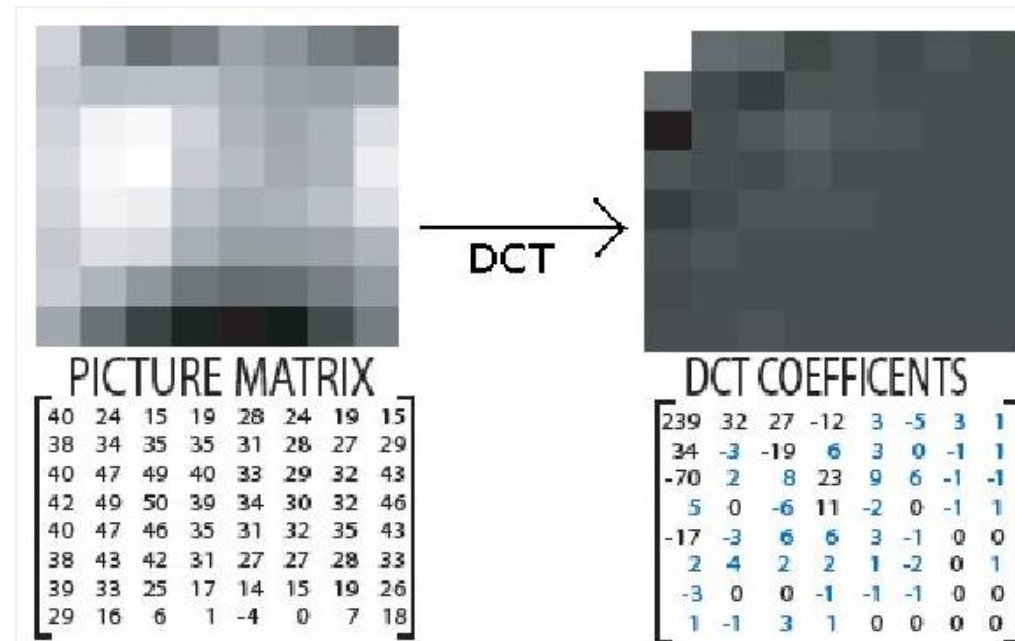 DCT
PICTURE MATRIX
40 24 15 19 28 24 19 15
38 34 35 35 31 28 27 29
40 47 49 40 33 29 32 43
42 49 50 39 34 30 32 46
40 47 46 35 31 32 35 43
38 43 42 31 27 27 28 33
39 33 25 17 14 15 19 26
29 16 6 1 -4 0 7 18
DCT COEFFICENTS
239 32 27 -12 3 -5 3 1
34 -3 -19 6 3 0 -1 1
-70 2 8 23 9 6 -1 -1
5 0 -6 11 -2 0 -1 1
-17 -3 6 6 3 -1 0 0
2 4 2 2 1 -2 0 1
-3 0 0 -1 -1 -1 0 0
1 -1 3 1 0 0 0 0